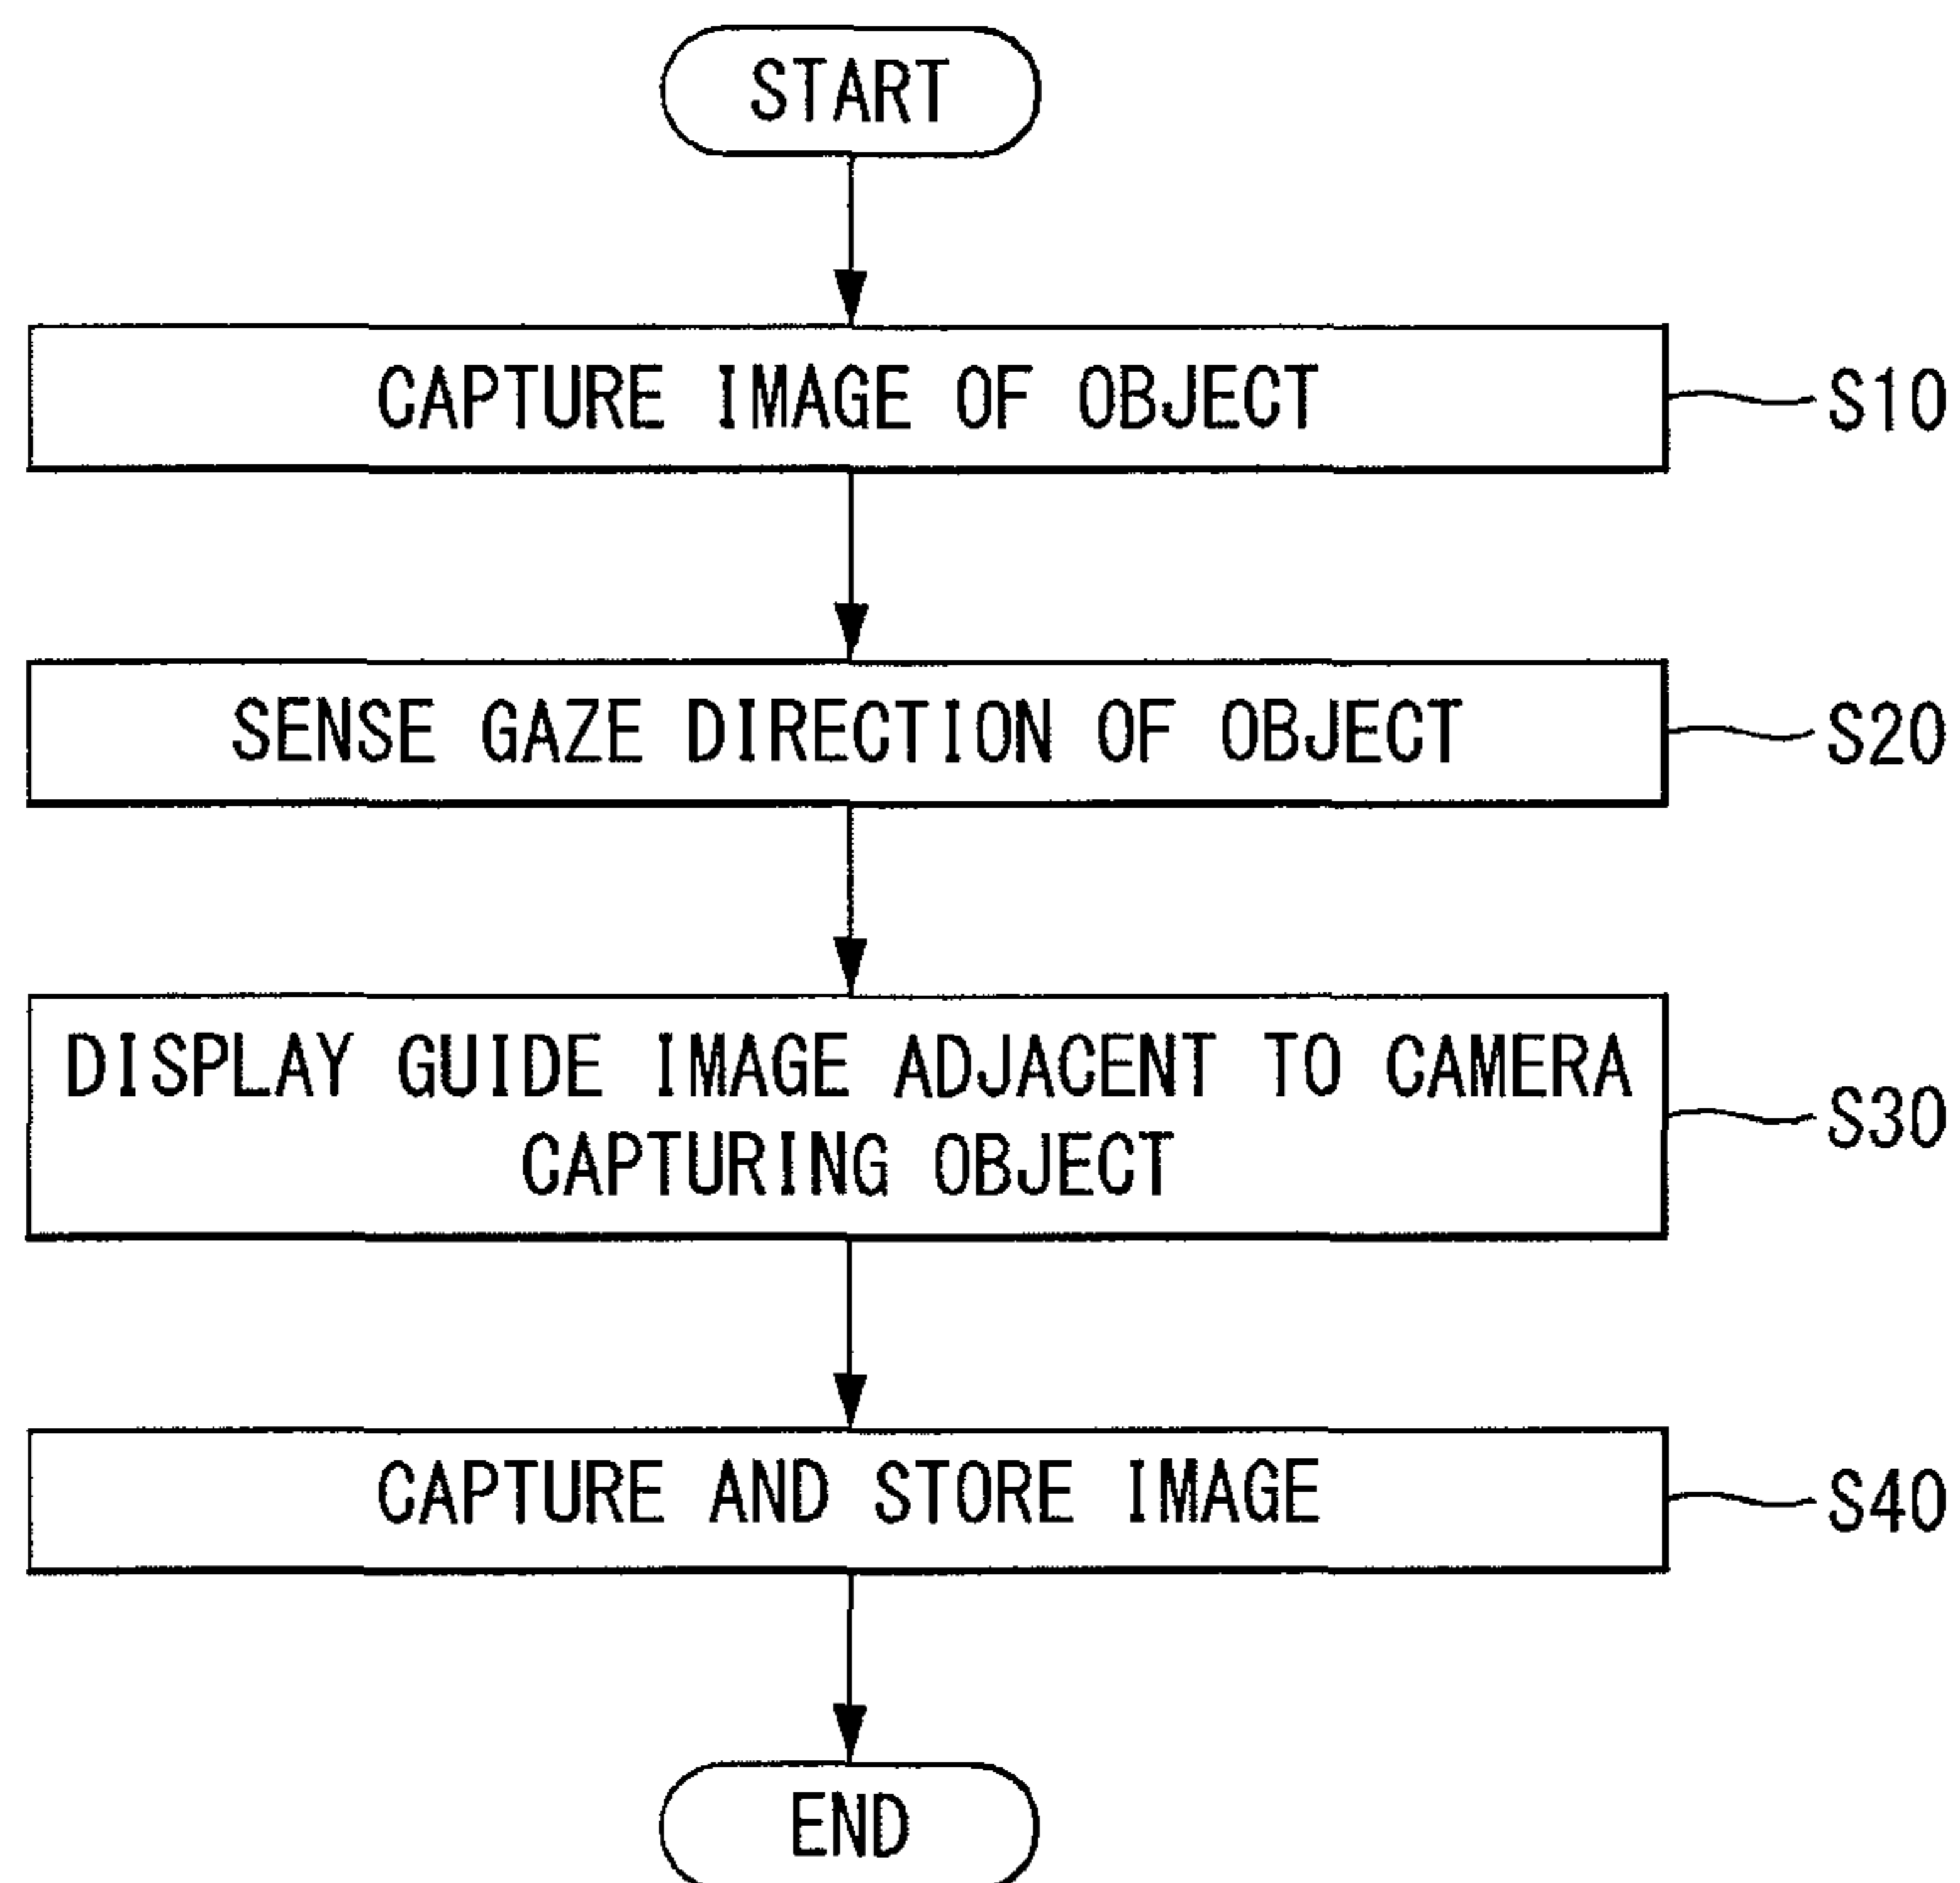 START
CAPTURE IMAGE OF OBJECT
S10
SENSE GAZE DIRECTION OF OBJECT
S20
DISPLAY GUIDE IMAGE ADJACENT TO CAMERA
CAPTURING OBJECT
S30
CAPTURE AND STORE IMAGE
S40
END